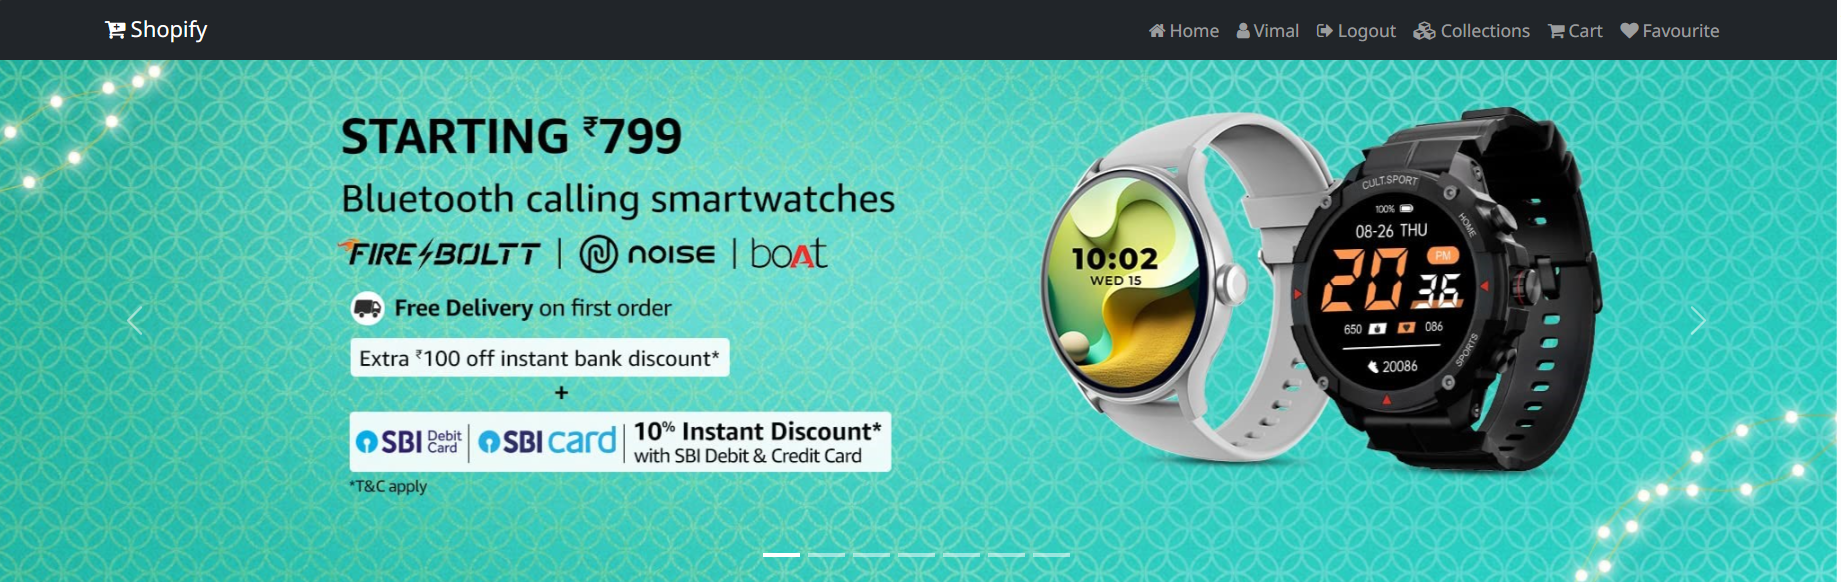 Shopify
Home Vimal Logout Collections Cart Favourite
STARTING ₹799
Bluetooth calling smartwatches
FIRE BOLTT | NOISE | boAt
Free Delivery on first order
Extra ₹100 off instant bank discount*
+
SBI Debit Card | SBI card | 10% Instant Discount*
with SBI Debit & Credit Card
*T&C apply
10:02
WED 15
CULT.SPORT
100%
HOME
08-26 THU
PM
20 36
650 086
SPORTS
20086